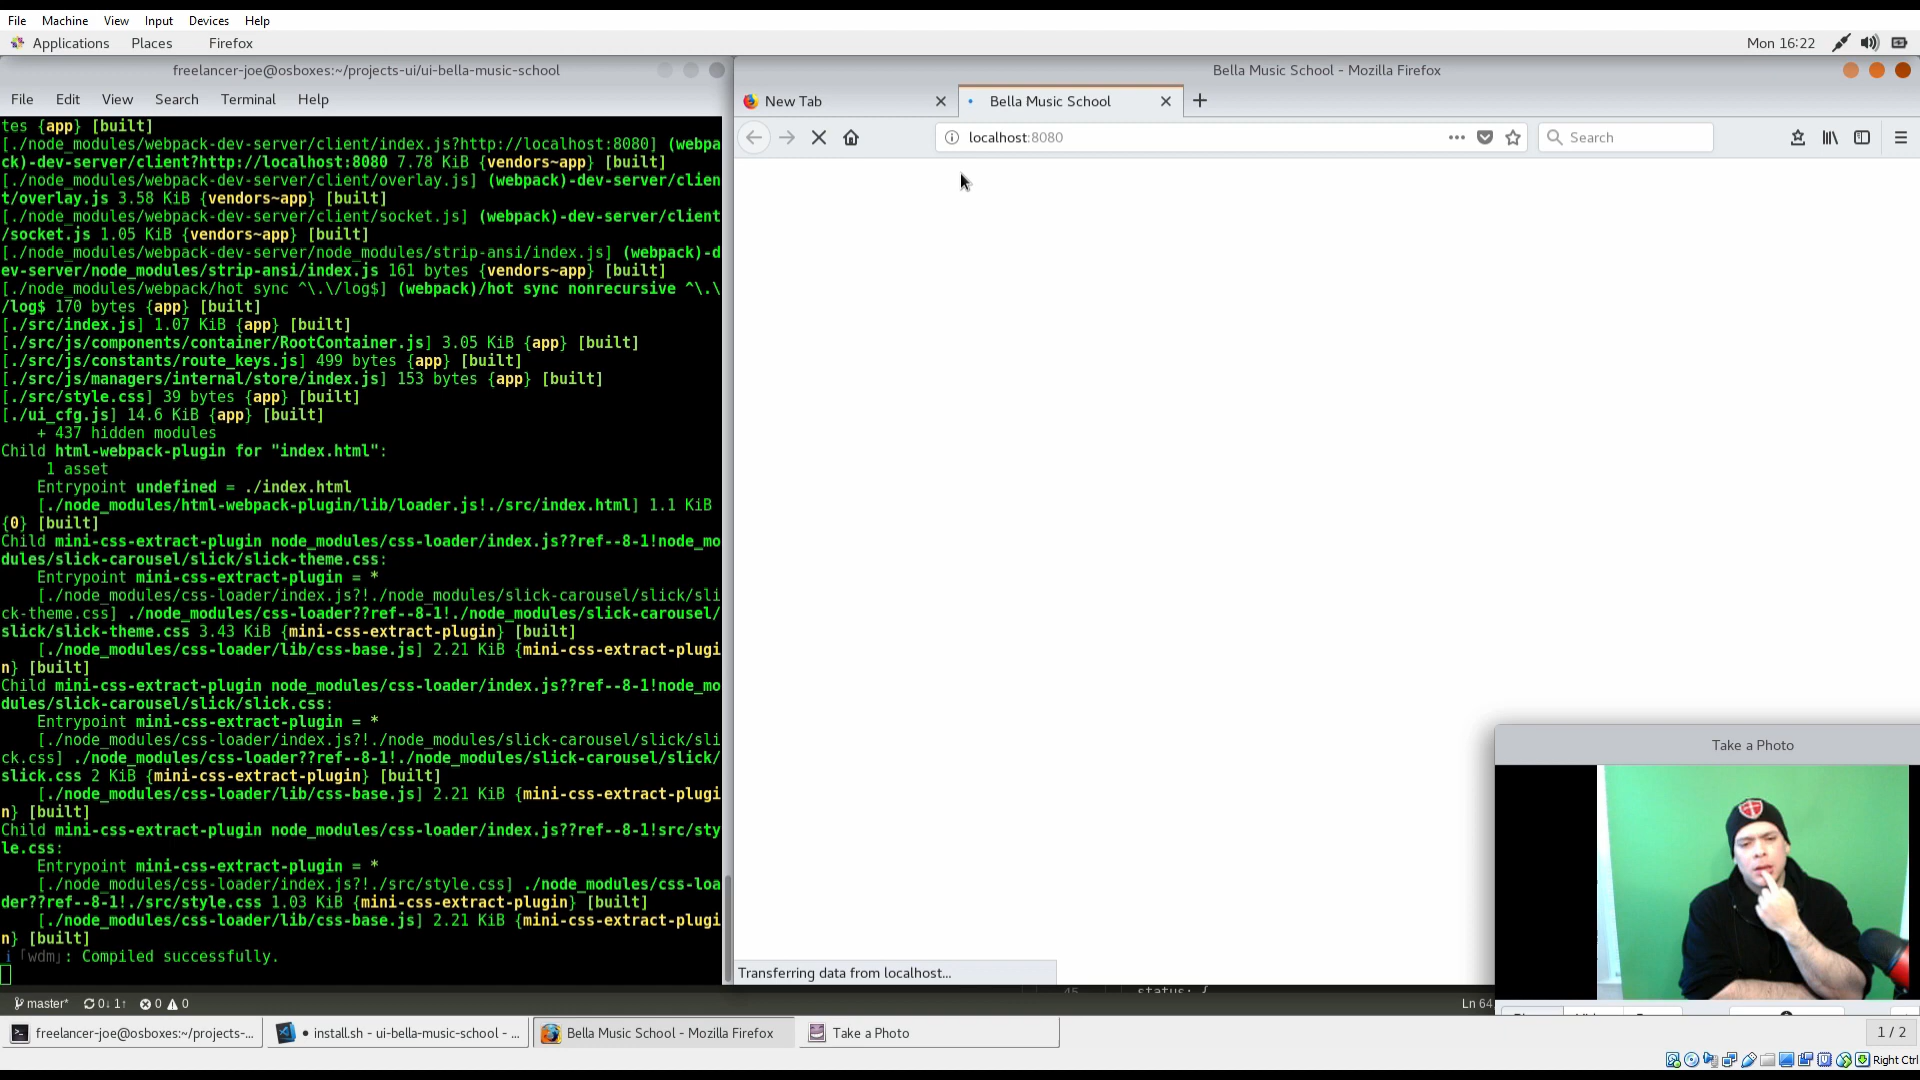 File Machine View Input Devices Help
Applications Places Firefox Mon 16:22
freelancer-joe@osboxes:~/projects-ui/ui-bella-music-school
File Edit View Search Terminal Help
tes {app} [built]
[./node_modules/webpack-dev-server/client/index.js?http://localhost:8080] (webpa
ck)-dev-server/client?http://localhost:8080 7.78 KiB {vendors~app} [built]
[./node_modules/webpack-dev-server/client/overlay.js] (webpack)-dev-server/clien
t/overlay.js 3.58 KiB {vendors~app} [built]
[./node_modules/webpack-dev-server/client/socket.js] (webpack)-dev-server/client
/socket.js 1.05 KiB {vendors~app} [built]
[./node_modules/webpack-dev-server/node_modules/strip-ansi/index.js] (webpack)-d
ev-server/node_modules/strip-ansi/index.js 161 bytes {vendors~app} [built]
[./node_modules/webpack/hot sync ^\.\/log$] (webpack)/hot sync nonrecursive ^\.\
/log$ 170 bytes {app} [built]
[./src/index.js] 1.07 KiB {app} [built]
[./src/js/components/container/RootContainer.js] 3.05 KiB {app} [built]
[./src/js/constants/route_keys.js] 499 bytes {app} [built]
[./src/js/managers/internal/store/index.js] 153 bytes {app} [built]
[./src/style.css] 39 bytes {app} [built]
[./ui_cfg.js] 14.6 KiB {app} [built]
+ 437 hidden modules
Child html-webpack-plugin for "index.html":
1 asset
Entrypoint undefined = ./index.html
[./node_modules/html-webpack-plugin/lib/loader.js!./src/index.html] 1.1 KiB
{0} [built]
Child mini-css-extract-plugin node_modules/css-loader/index.js??ref--8-1!node_mo
dules/slick-carousel/slick/slick-theme.css:
Entrypoint mini-css-extract-plugin = *
[./node_modules/css-loader/index.js?!./node_modules/slick-carousel/slick/sli
ck-theme.css] ./node_modules/css-loader??ref--8-1!./node_modules/slick-carousel/
slick/slick-theme.css 3.43 KiB {mini-css-extract-plugin} [built]
[./node_modules/css-loader/lib/css-base.js] 2.21 KiB {mini-css-extract-plugi
n} [built]
Child mini-css-extract-plugin node_modules/css-loader/index.js??ref--8-1!node_mo
dules/slick-carousel/slick/slick.css:
Entrypoint mini-css-extract-plugin = *
[./node_modules/css-loader/index.js?!./node_modules/slick-carousel/slick/sli
ck.css] ./node_modules/css-loader??ref--8-1!./node_modules/slick-carousel/slick/
slick.css 2 KiB {mini-css-extract-plugin} [built]
[./node_modules/css-loader/lib/css-base.js] 2.21 KiB {mini-css-extract-plugi
n} [built]
Child mini-css-extract-plugin node_modules/css-loader/index.js??ref--8-1!src/sty
le.css:
Entrypoint mini-css-extract-plugin = *
[./node_modules/css-loader/index.js?!./src/style.css] ./node_modules/css-loa
der??ref--8-1!./src/style.css 1.03 KiB {mini-css-extract-plugin} [built]
[./node_modules/css-loader/lib/css-base.js] 2.21 KiB {mini-css-extract-plugi
n} [built]
i ｢wdm｣: Compiled successfully.
Bella Music School - Mozilla Firefox
New Tab Bella Music School
localhost:8080 Search
Transferring data from localhost...
Take a Photo
45 status: {
master* 0↓ 1↑ 0 0 Ln 64
freelancer-joe@osboxes:~/projects-... • install.sh - ui-bella-music-school - ... Bella Music School - Mozilla Firefox Take a Photo 1 / 2
Right Ctrl